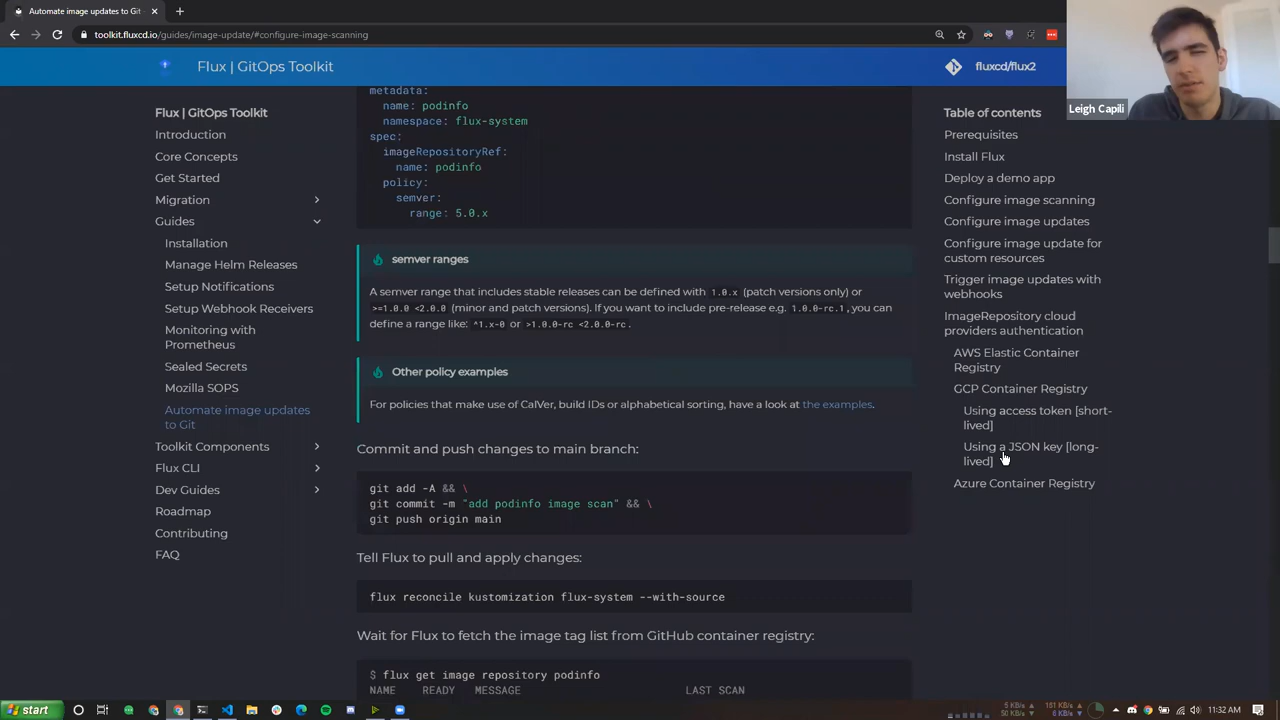 Automate image updates to Git
toolkit.fluxcd.io/guides/image-update/#configure-image-scanning
Flux | GitOps Toolkit
fluxcd/flux2
Leigh Capili
Flux | GitOps Toolkit
Introduction
Core Concepts
Get Started
Migration
Guides
Installation
Manage Helm Releases
Setup Notifications
Setup Webhook Receivers
Monitoring with
Prometheus
Sealed Secrets
Mozilla SOPS
Automate image updates
to Git
Toolkit Components
Flux CLI
Dev Guides
Roadmap
Contributing
FAQ
metadata:
name: podinfo
namespace: flux-system
spec:
imageRepositoryRef:
name: podinfo
policy:
semver:
range: 5.0.x
semver ranges
A semver range that includes stable releases can be defined with 1.0.x (patch versions only) or
>=1.0.0 <2.0.0 (minor and patch versions). If you want to include pre-release e.g. 1.0.0-rc.1, you can
define a range like: ^1.x-0 or >1.0.0-rc <2.0.0-rc.
Other policy examples
For policies that make use of CalVer, build IDs or alphabetical sorting, have a look at the examples.
Commit and push changes to main branch:
git add -A && \
git commit -m "add podinfo image scan" && \
git push origin main
Tell Flux to pull and apply changes:
flux reconcile kustomization flux-system --with-source
Wait for Flux to fetch the image tag list from GitHub container registry:
$ flux get image repository podinfo
NAME READY MESSAGE LAST SCAN
Table of contents
Prerequisites
Install Flux
Deploy a demo app
Configure image scanning
Configure image updates
Configure image update for
custom resources
Trigger image updates with
webhooks
ImageRepository cloud
providers authentication
AWS Elastic Container
Registry
GCP Container Registry
Using access token [short-
lived]
Using a JSON key [long-
lived]
Azure Container Registry
start
11:32 AM